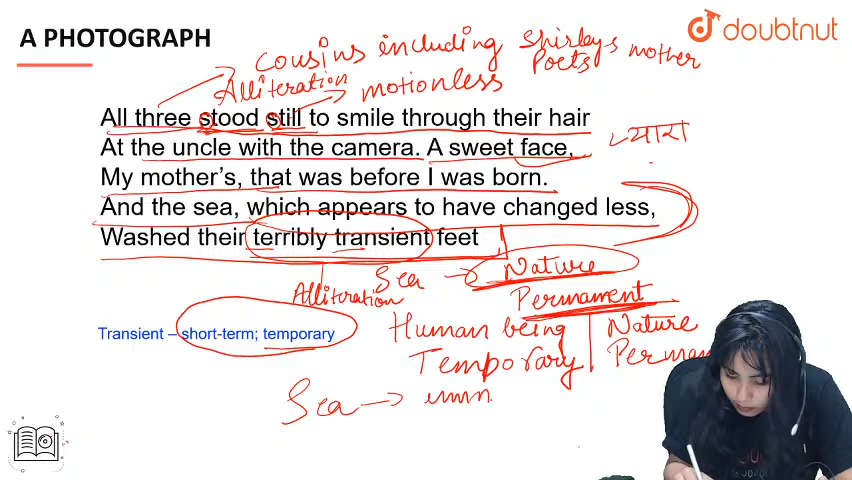 A PHOTOGRAPH
doubtnut
cousins including Shirleys mother
Poets
Alliteration
motionless
All three stood still to smile through their hair
At the uncle with the camera. A sweet face,
प्यारा
My mother's, that was before I was born.
And the sea, which appears to have changed less,
Washed their terribly transient feet
Sea
Nature
Alliteration
Permament
Transient – short-term; temporary
Human being
Nature
Temporary
Perman
Sea